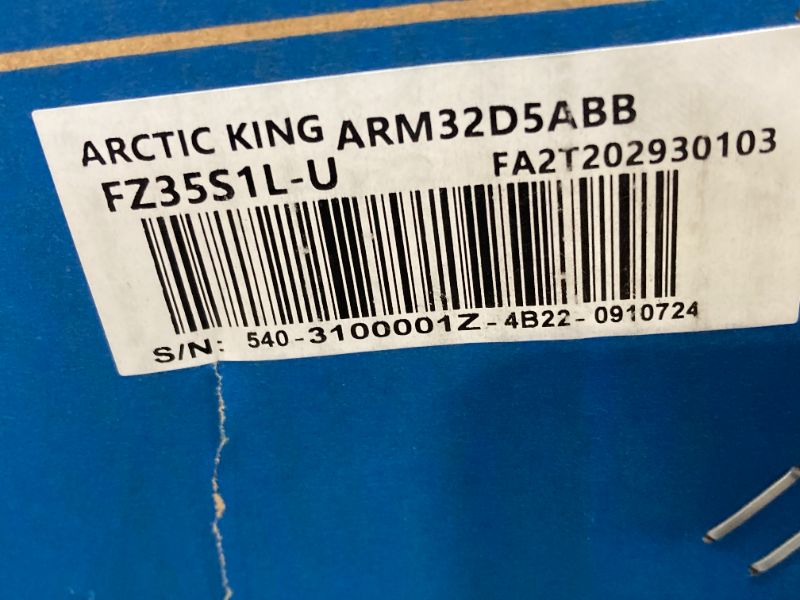 ARCTIC KING ARM32D5ABB
FZ35S1L-U FA2T202930103
S/N: 540-3100001Z-4B22-0910724